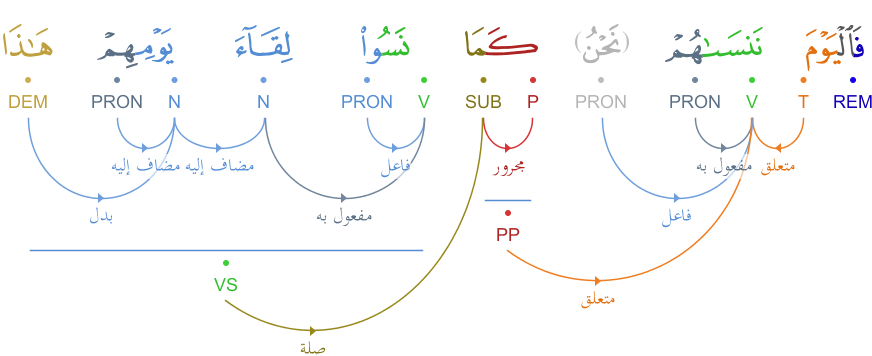 فَٱلْيَوْمَ نَنسَىٰهُمْ (نَحْنُ) كَمَا نَسُوا۟ لِقَآءَ يَوْمِهِمْ هَـٰذَا
REM T V PRON PRON P SUB V PRON N N PRON DEM
متعلق مفعول به مجرور فاعل مضاف إليه مضاف إليه
فاعل مفعول به بدل
PP
VS
متعلق
صلة